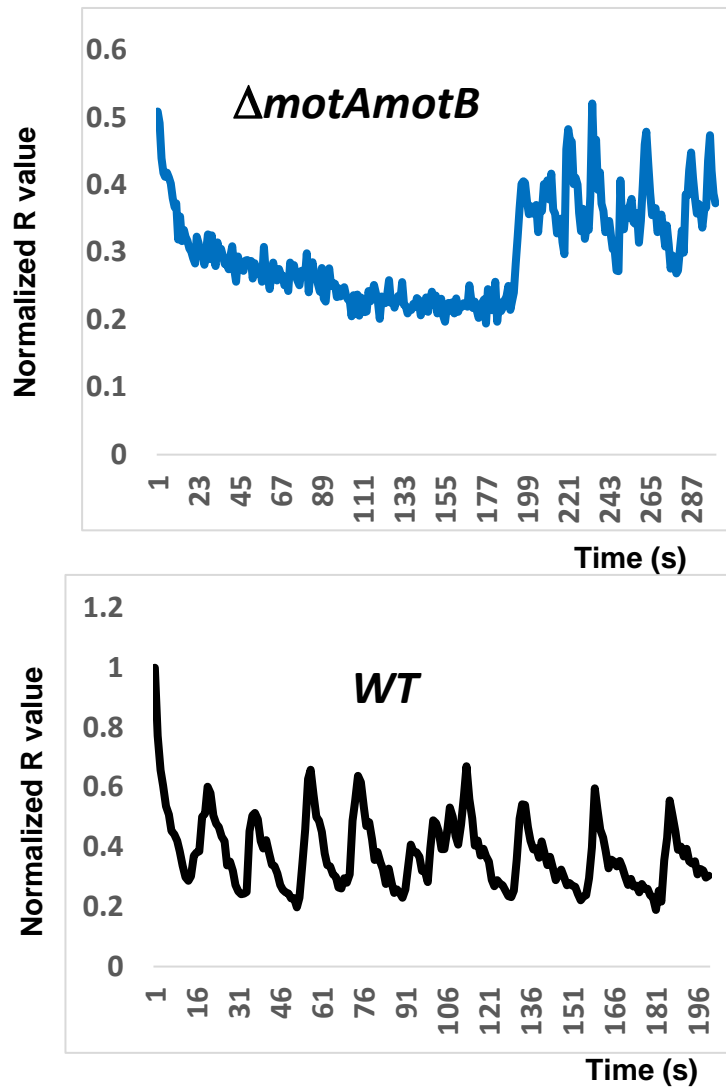 0.6
ΔmotAmotB
0.5
0.4
0.3
0.2
0.1
0
Normalized R value
1 23 45 67 89 111 133 155 177 199 221 243 265 287
Time (s)
1.2
1
WT
0.8
0.6
0.4
0.2
0
Normalized R value
1 16 31 46 61 76 91 106 121 136 151 166 181 196
Time (s)